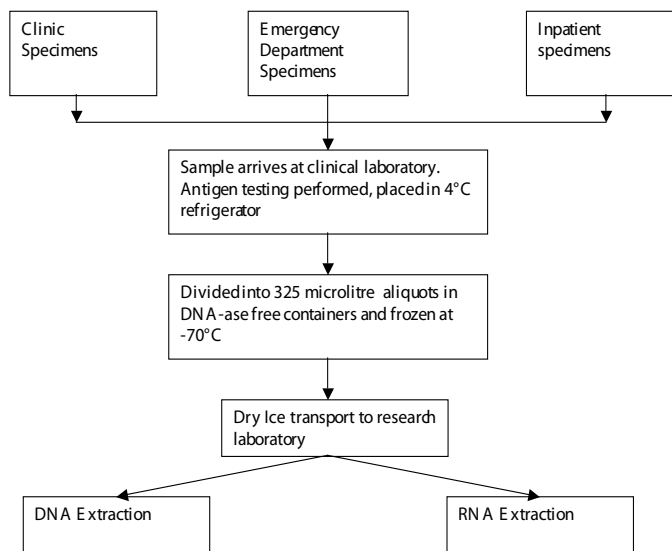 Clinic
Specimens
Emergency
Department
Specimens
Inpatient
specimens
Sample arrives at clinical laboratory.
Antigen testing performed, placed in 4°C
refrigerator
Divided into 325 microlitre aliquots in
DNA-ase free containers and frozen at
-70°C
Dry Ice transport to research
laboratory
DNA Extraction
RNA Extraction